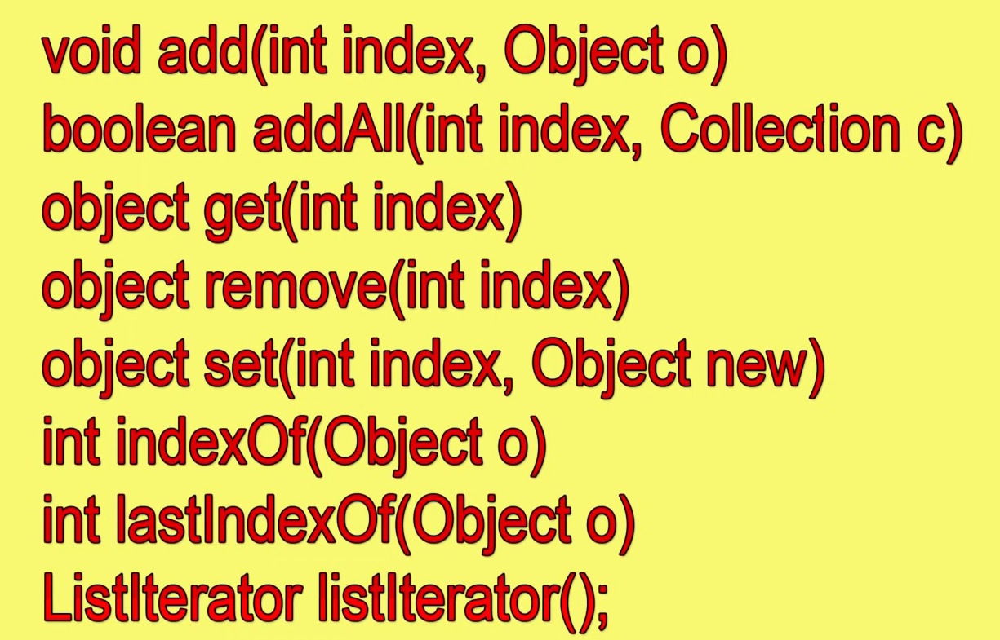 void add(int index, Object o)
boolean addAll(int index, Collection c)
object get(int index)
object remove(int index)
object set(int index, Object new)
int indexOf(Object o)
int lastIndexOf(Object o)
ListIterator listIterator();